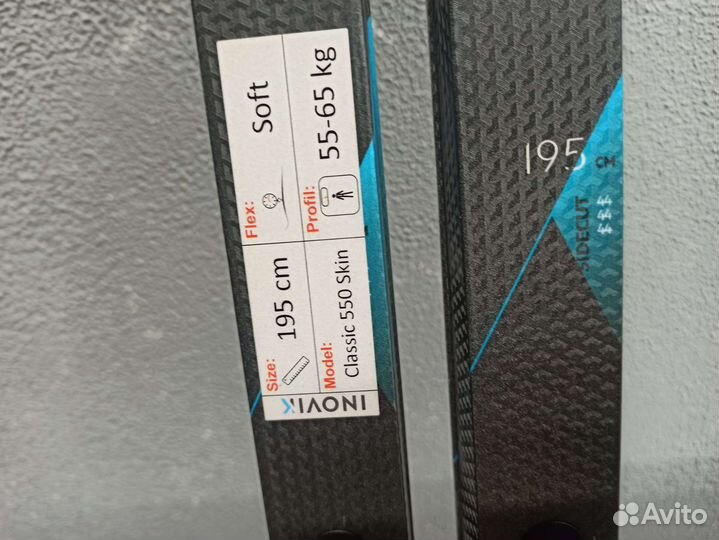 Size: 195 cm
Flex: Soft
Model: Classic 550 Skin
Profil: 55-65 kg
INOVIK
195 CM
SIDECUT
Avito